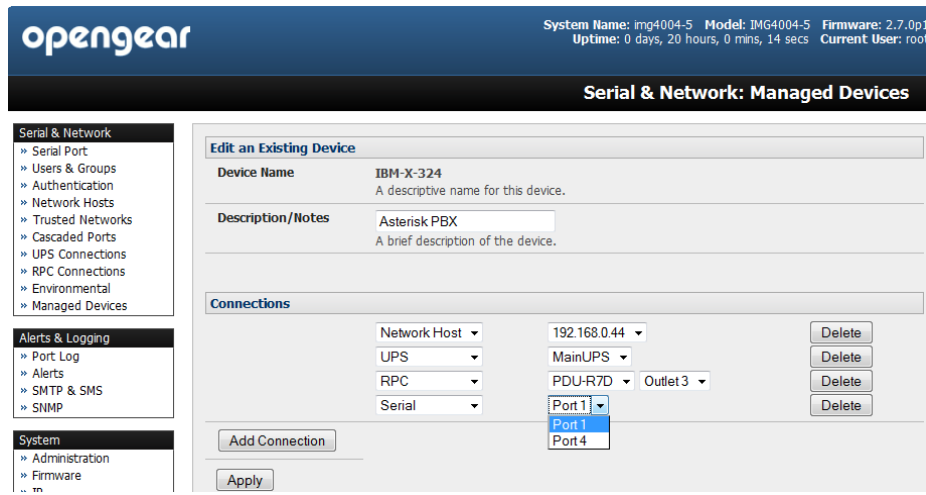 opengear
System Name: img4004-5 Model: IMG4004-5 Firmware: 2.7.0p1
Uptime: 0 days, 20 hours, 0 mins, 14 secs Current User: root
Serial & Network: Managed Devices
Serial & Network
» Serial Port
» Users & Groups
» Authentication
» Network Hosts
» Trusted Networks
» Cascaded Ports
» UPS Connections
» RPC Connections
» Environmental
» Managed Devices
Alerts & Logging
» Port Log
» Alerts
» SMTP & SMS
» SNMP
System
» Administration
» Firmware
» IP
Edit an Existing Device
Device Name IBM-X-324
A descriptive name for this device.
Description/Notes Asterisk PBX
A brief description of the device.
Connections
Network Host 192.168.0.44 Delete
UPS MainUPS Delete
RPC PDU-R7D Outlet 3 Delete
Serial Port 1 Delete
Port 1
Port 4
Add Connection
Apply